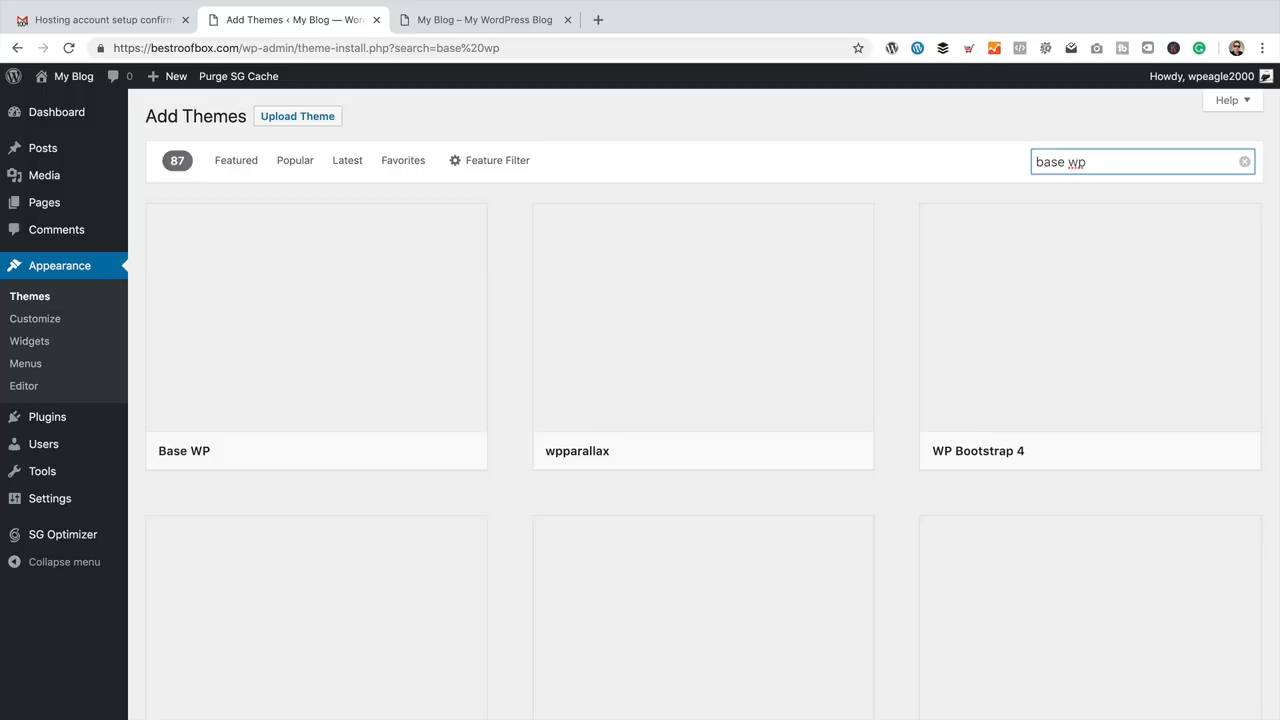 Hosting account setup confirm
Add Themes ‹ My Blog — Wor
My Blog – My WordPress Blog
https://bestroofbox.com/wp-admin/theme-install.php?search=base%20wp
My Blog
0
New
Purge SG Cache
Howdy, wpeagle2000
Dashboard
Posts
Media
Pages
Comments
Appearance
Themes
Customize
Widgets
Menus
Editor
Plugins
Users
Tools
Settings
SG Optimizer
Collapse menu
Help
Add Themes
Upload Theme
87
Featured
Popular
Latest
Favorites
Feature Filter
base wp
Base WP
wpparallax
WP Bootstrap 4